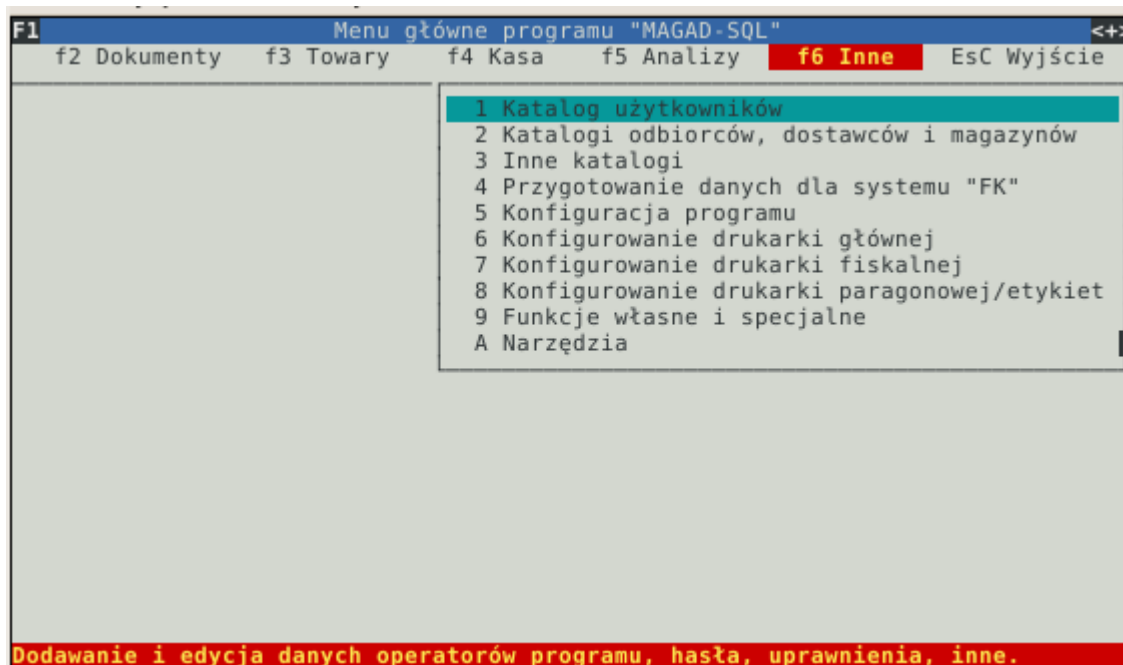 F1 Menu główne programu "MAGAD-SQL" <+>
f2 Dokumenty f3 Towary f4 Kasa f5 Analizy f6 Inne EsC Wyjście
1 Katalog użytkowników
2 Katalogi odbiorców, dostawców i magazynów
3 Inne katalogi
4 Przygotowanie danych dla systemu "FK"
5 Konfiguracja programu
6 Konfigurowanie drukarki głównej
7 Konfigurowanie drukarki fiskalnej
8 Konfigurowanie drukarki paragonowej/etykiet
9 Funkcje własne i specjalne
A Narzędzia
Dodawanie i edycja danych operatorów programu, hasła, uprawnienia, inne.